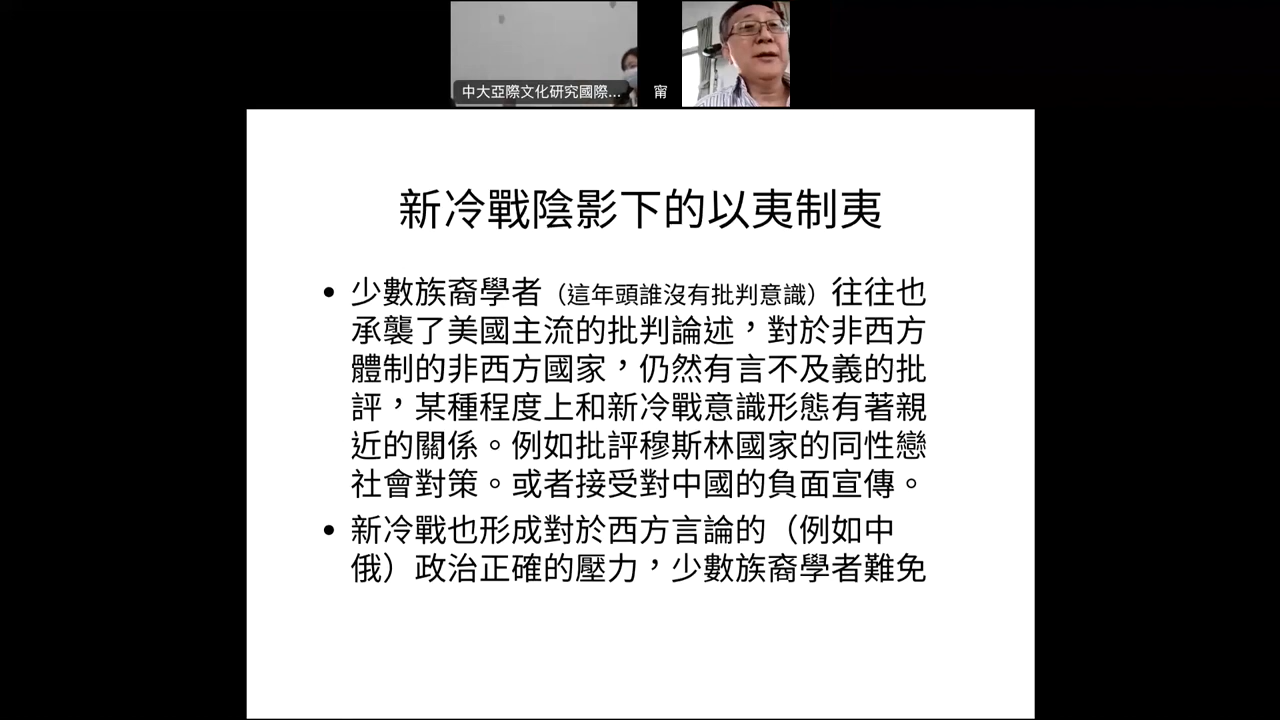 中大亞際文化研究國際...
甯
新冷戰陰影下的以夷制夷
• 少數族裔學者（這年頭誰沒有批判意識）往往也
承襲了美國主流的批判論述，對於非西方
體制的非西方國家，仍然有言不及義的批
評，某種程度上和新冷戰意識形態有著親
近的關係。例如批評穆斯林國家的同性戀
社會對策。或者接受對中國的負面宣傳。
• 新冷戰也形成對於西方言論的（例如中
俄）政治正確的壓力，少數族裔學者難免